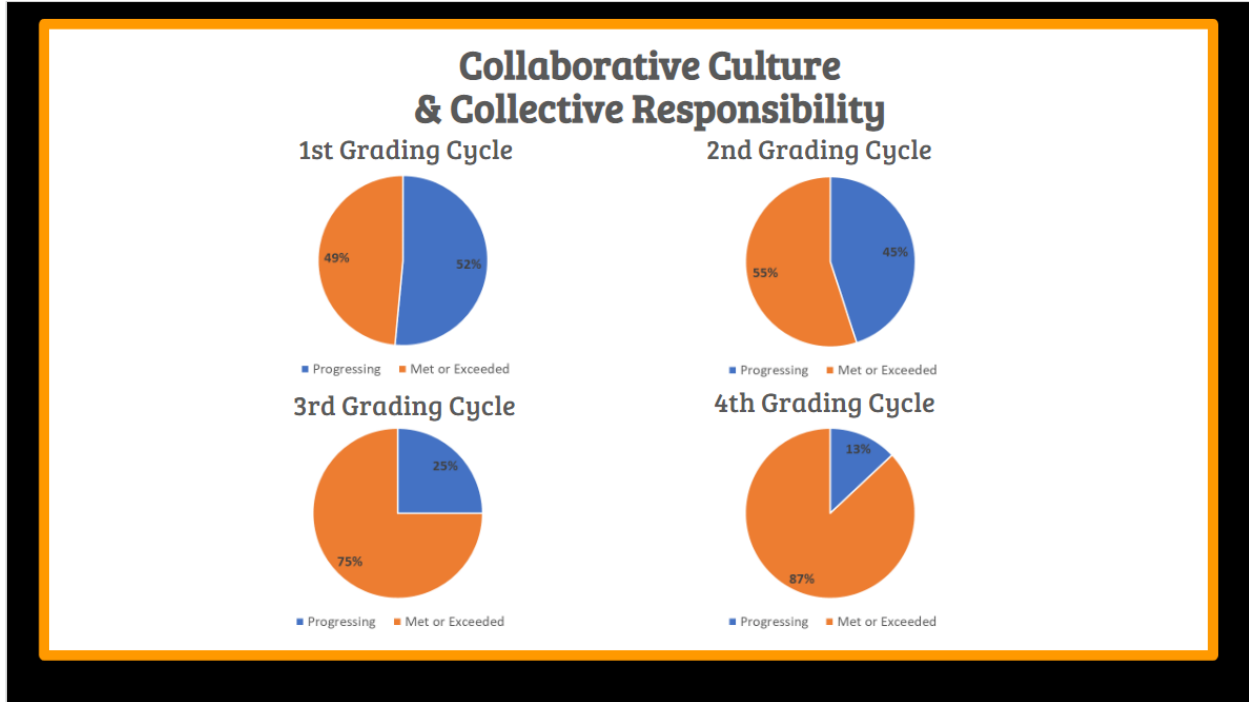 Collaborative Culture
& Collective Responsibility
1st Grading Cycle
49%
52%
Progressing Met or Exceeded
2nd Grading Cycle
45%
55%
Progressing Met or Exceeded
3rd Grading Cycle
25%
75%
Progressing Met or Exceeded
4th Grading Cycle
13%
87%
Progressing Met or Exceeded